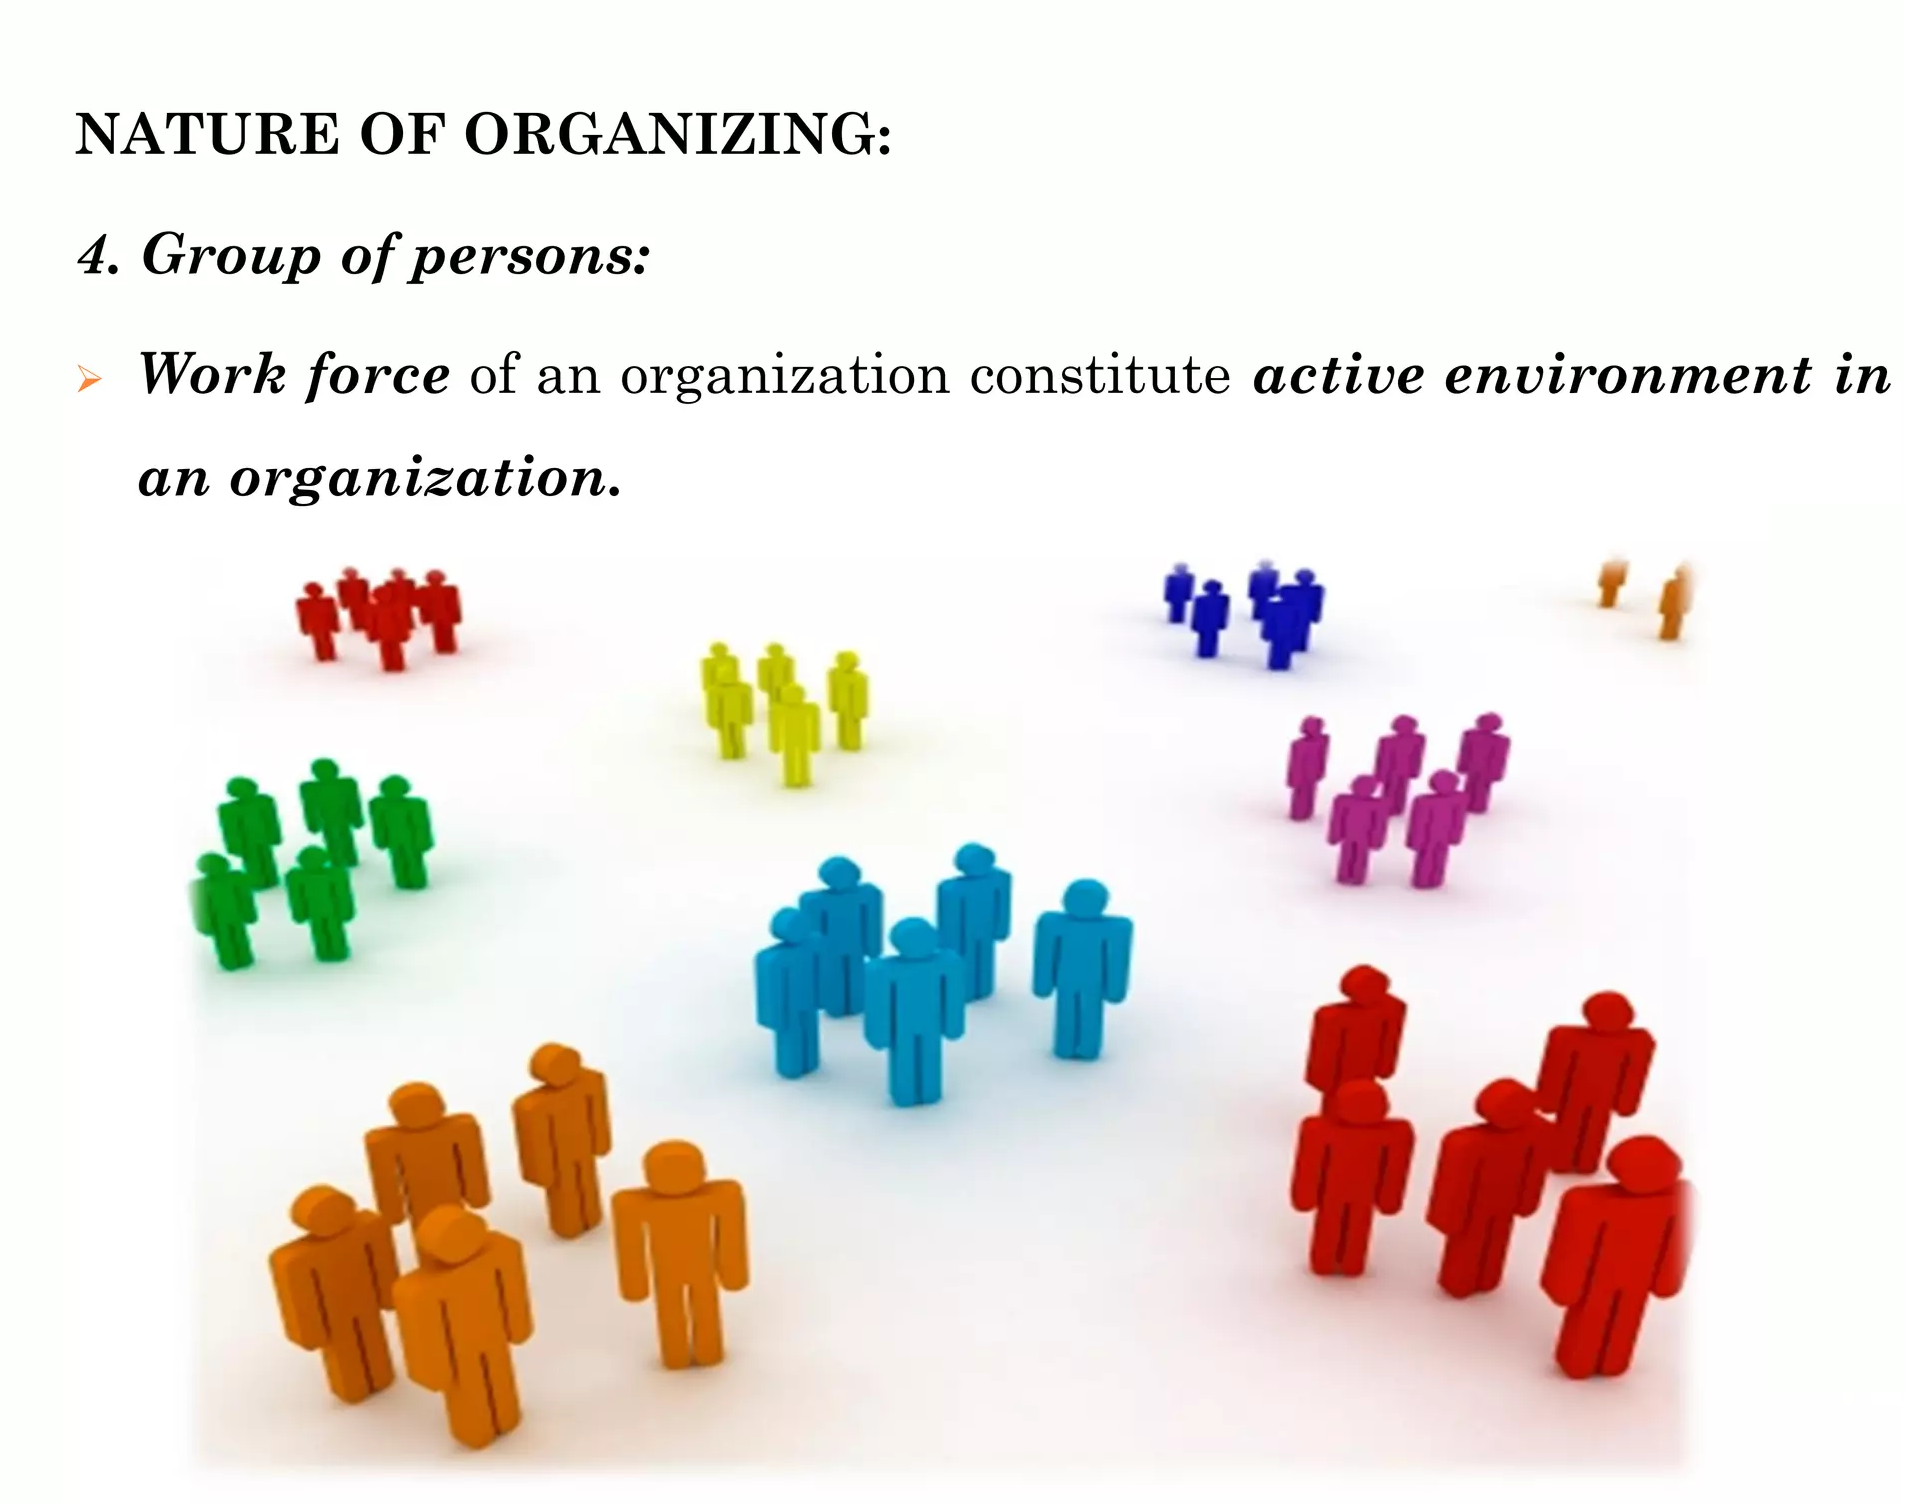 NATURE OF ORGANIZING:
4. Group of persons:
Work force of an organization constitute active environment in
an organization.